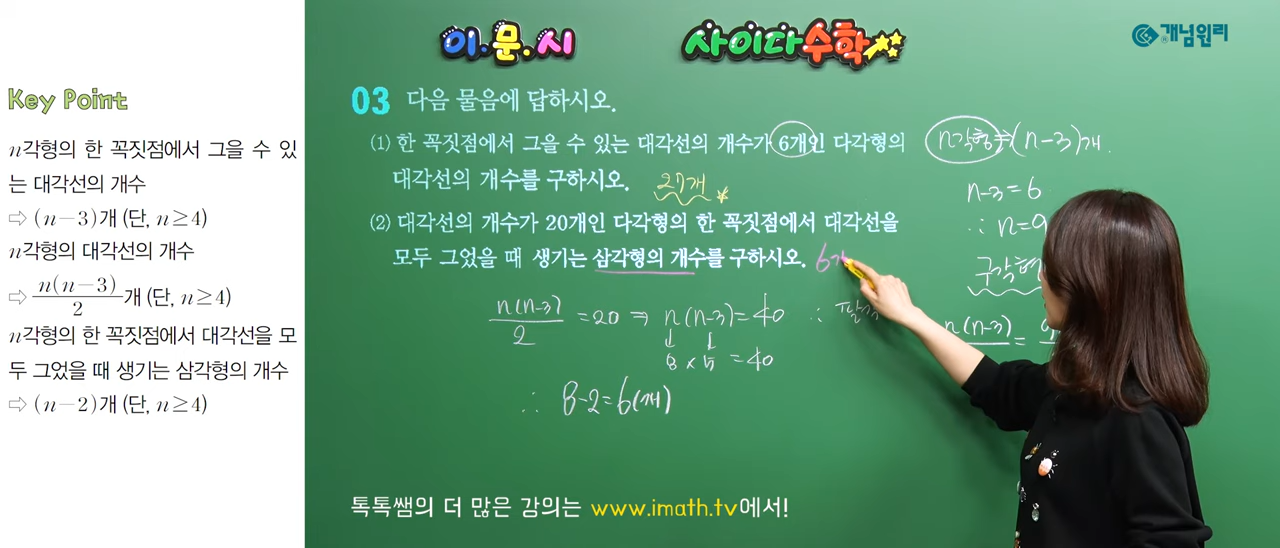 이.문.시
사이다수학
개념원리
Key Point
n각형의 한 꼭짓점에서 그을 수 있
는 대각선의 개수
⇨ (n-3)개 (단, n≥4)
n각형의 대각선의 개수
⇨ n(n-3)/2 개 (단, n≥4)
n각형의 한 꼭짓점에서 대각선을 모
두 그었을 때 생기는 삼각형의 개수
⇨ (n-2)개 (단, n≥4)
03 다음 물음에 답하시오.
(1) 한 꼭짓점에서 그을 수 있는 대각선의 개수가 6개인 다각형의
대각선의 개수를 구하시오. 27개
(2) 대각선의 개수가 20개인 다각형의 한 꼭짓점에서 대각선을
모두 그었을 때 생기는 삼각형의 개수를 구하시오. 6개
n(n-3)/2 = 20 ⇒ n(n-3) = 40 ∴
8 × 5 = 40
∴ 8-2=6(개)
n각형 ⇒ (n-3)개
n-3=6
∴ n=9
구각형
n(n-3) =
톡톡쌤의 더 많은 강의는 www.imath.tv에서!